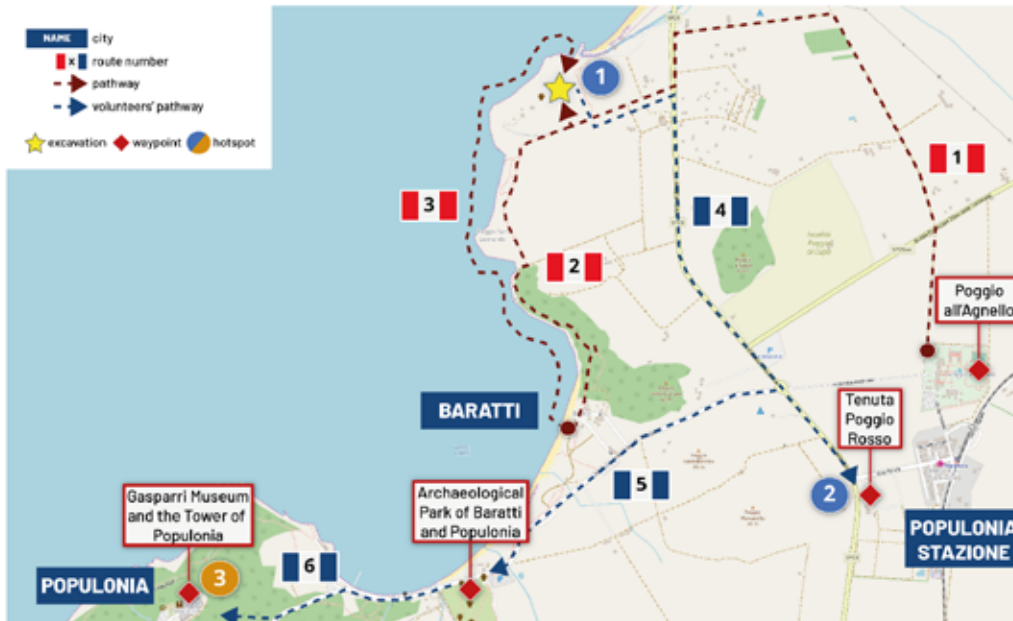 NAME city
x route number
pathway
volunteers' pathway
excavation waypoint hotspot
1
1
3
4
2
Poggio
all'Agnello
BARATTI
Tenuta
Poggio
Rosso
5
2
Gasparri Museum
and the Tower of
Populonia
Archaeological
Park of Baratti
and Populonia
6
3
POPULONIA
POPULONIA
STAZIONE